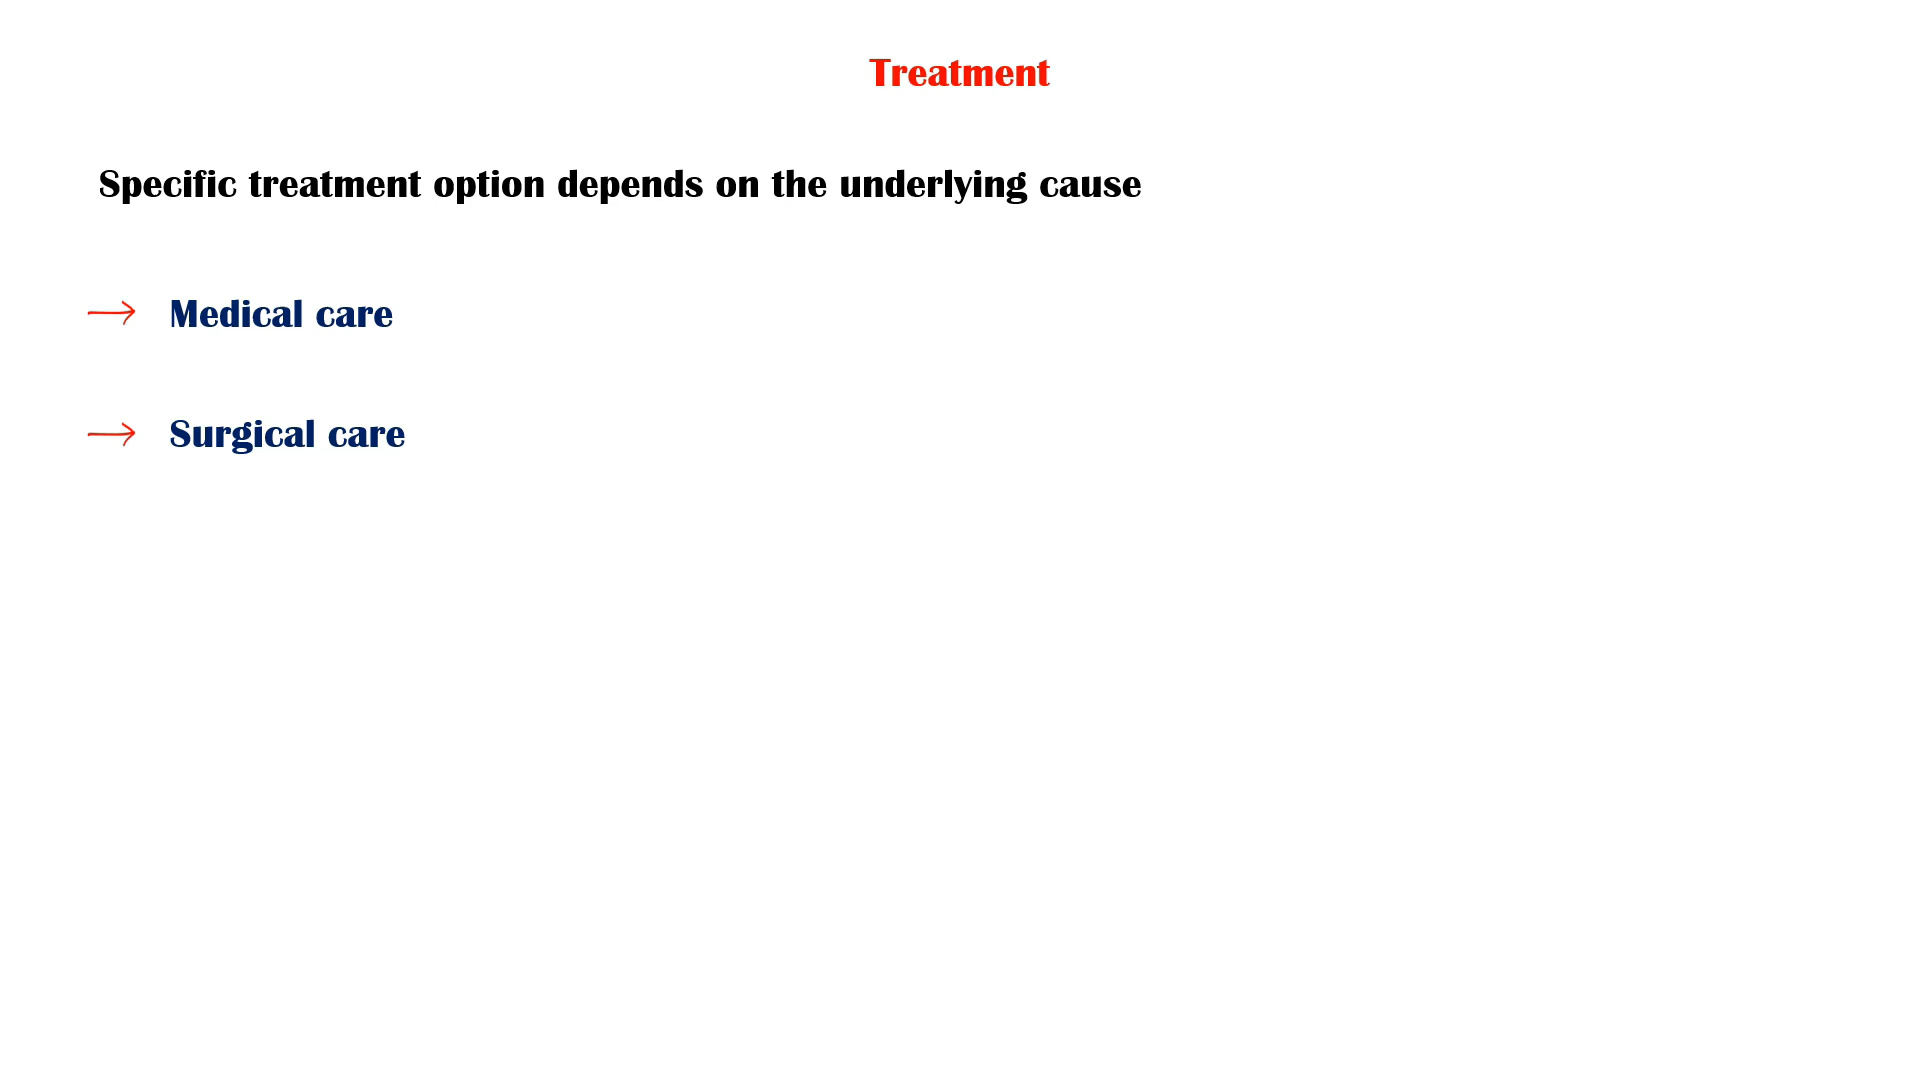 Treatment
Specific treatment option depends on the underlying cause
→ Medical care
→ Surgical care